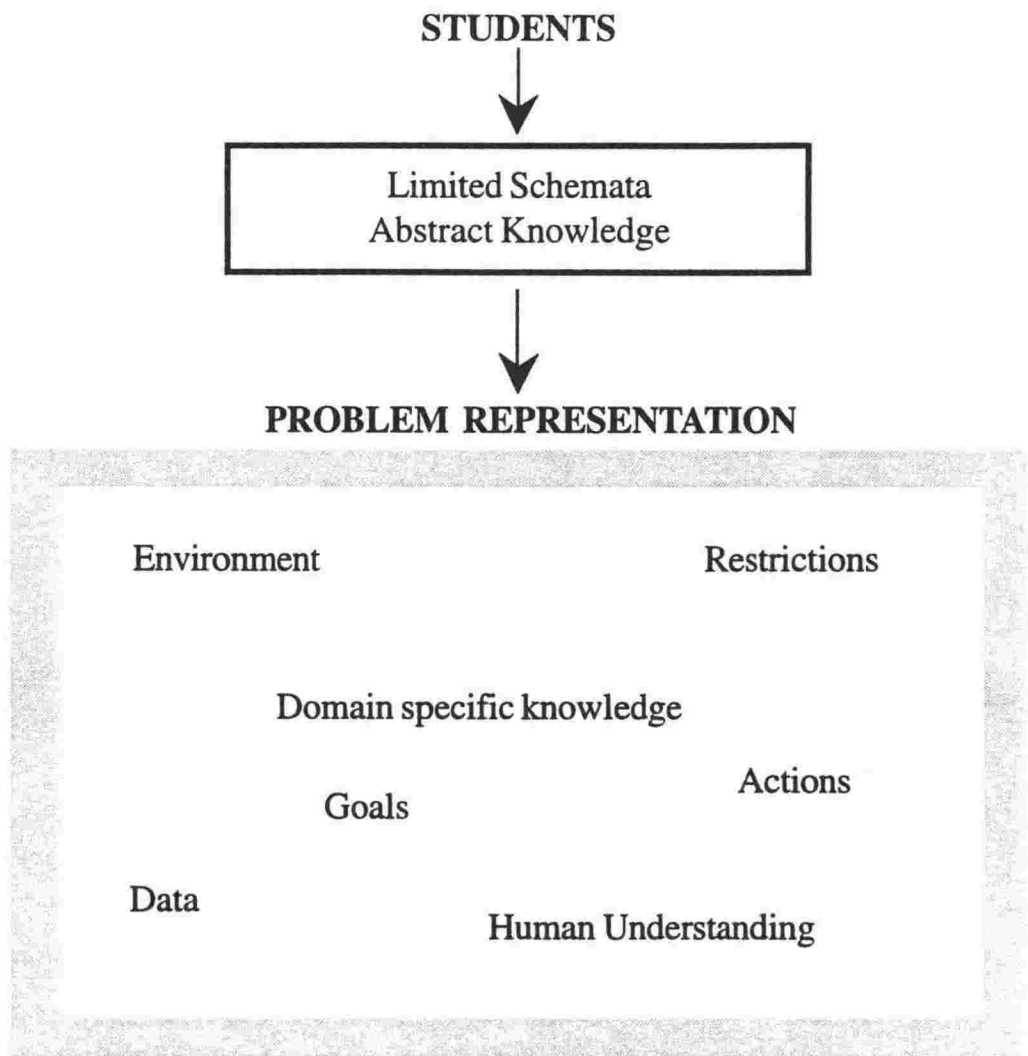 STUDENTS
Limited Schemata
Abstract Knowledge
PROBLEM REPRESENTATION
Environment
Restrictions
Domain specific knowledge
Actions
Goals
Data
Human Understanding